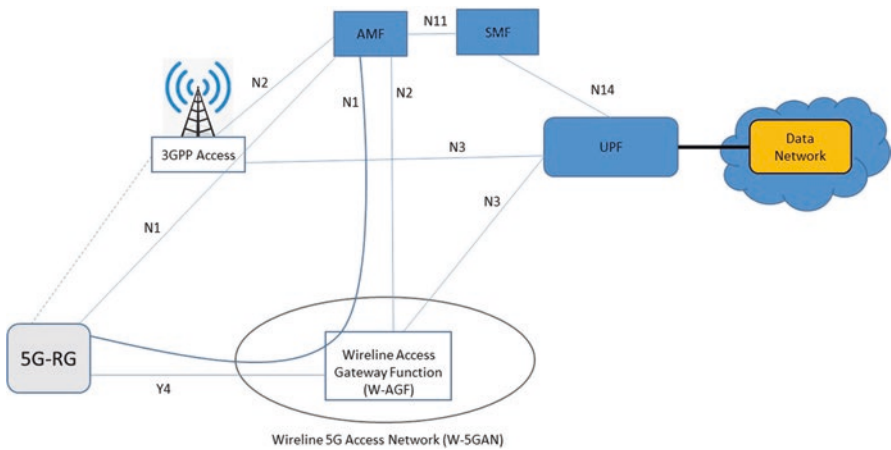 AMF
N11
SMF
N2
N1
N2
N14
3GPP Access
UPF
Data
Network
N3
N1
N3
5G-RG
Y4
Wireline Access
Gateway Function
(W-AGF)
Wireline 5G Access Network (W-5GAN)